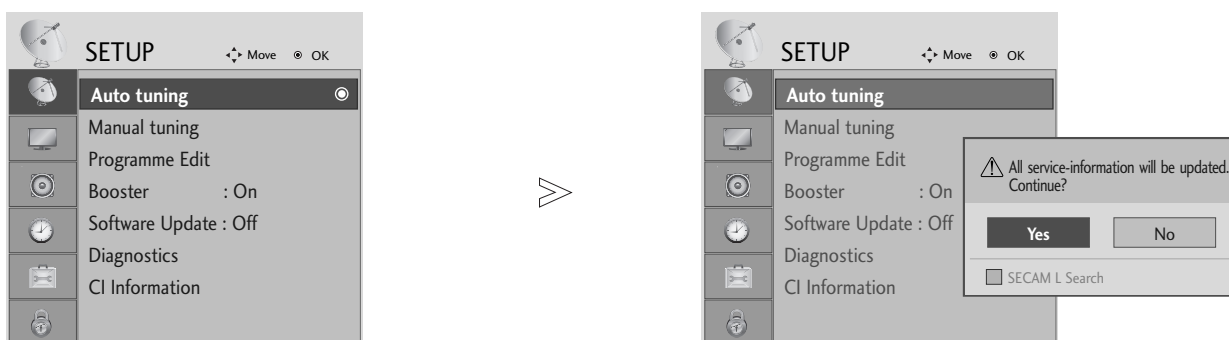 SETUP Move OK
Auto tuning
Manual tuning
Programme Edit
Booster : On
Software Update : Off
Diagnostics
CI Information
>
SETUP Move OK
Auto tuning
Manual tuning
Programme Edit
Booster : On
Software Update : Off
Diagnostics
CI Information
All service-information will be updated.
Continue?
Yes No
SECAM L Search